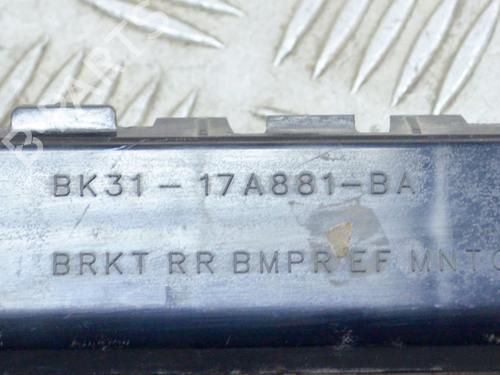 BK31-17A881-BA
BRKT RR BMPR EF MNT